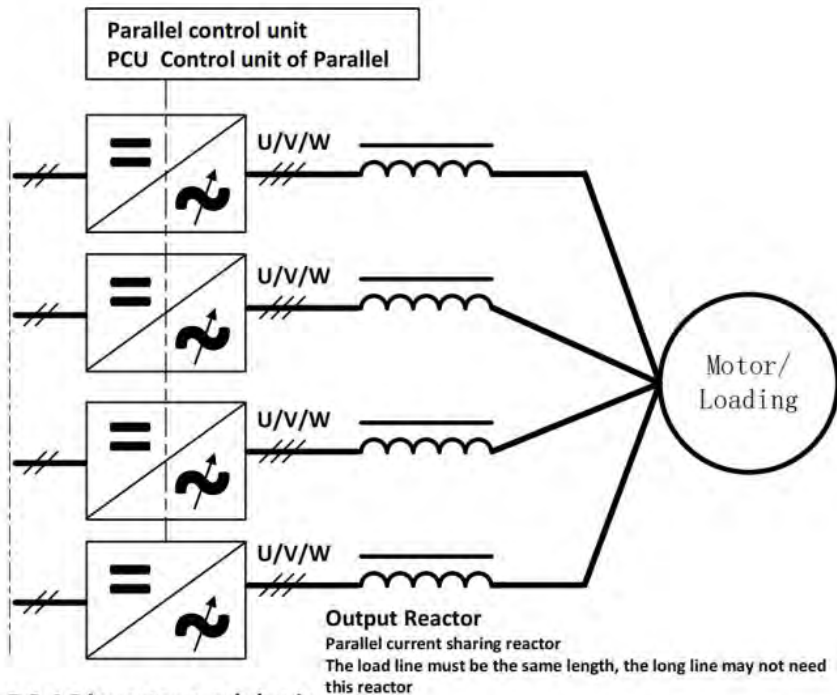 Parallel control unit
PCU Control unit of Parallel
U/V/W
U/V/W
U/V/W
U/V/W
Motor/
Loading
Output Reactor
Parallel current sharing reactor
The load line must be the same length, the long line may not need
this reactor